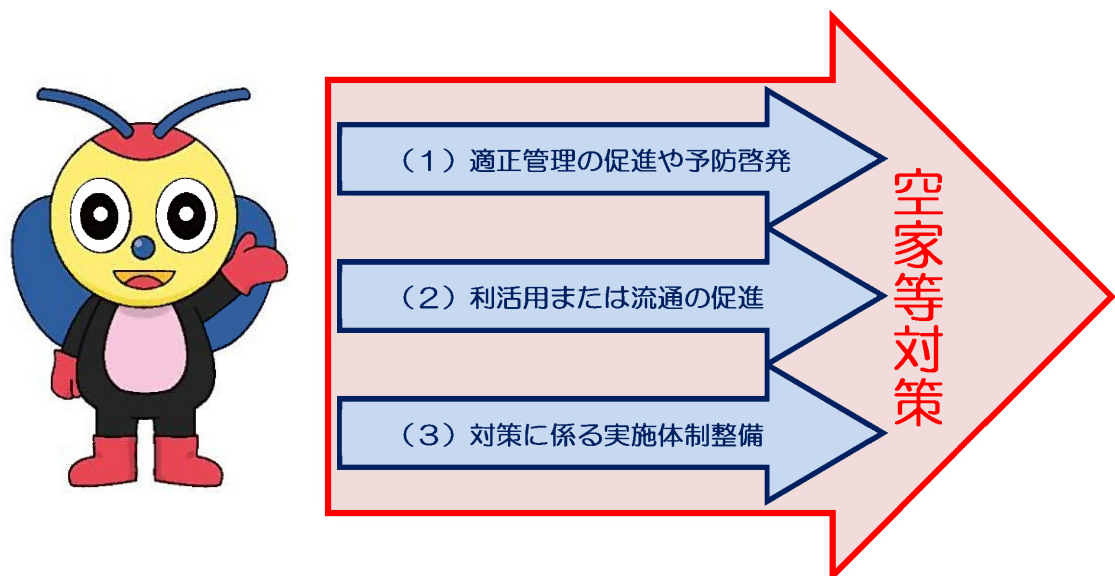 （1）適正管理の促進や予防啓発
（2）利活用または流通の促進
（3）対策に係る実施体制整備
空家等対策